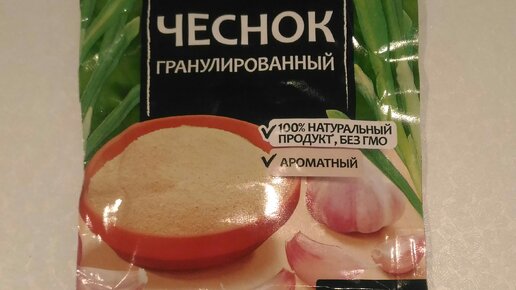 ЧЕСНОК
ГРАНУЛИРОВАННЫЙ
100% НАТУРАЛЬНЫЙ
ПРОДУКТ, БЕЗ ГМО
АРОМАТНЫЙ